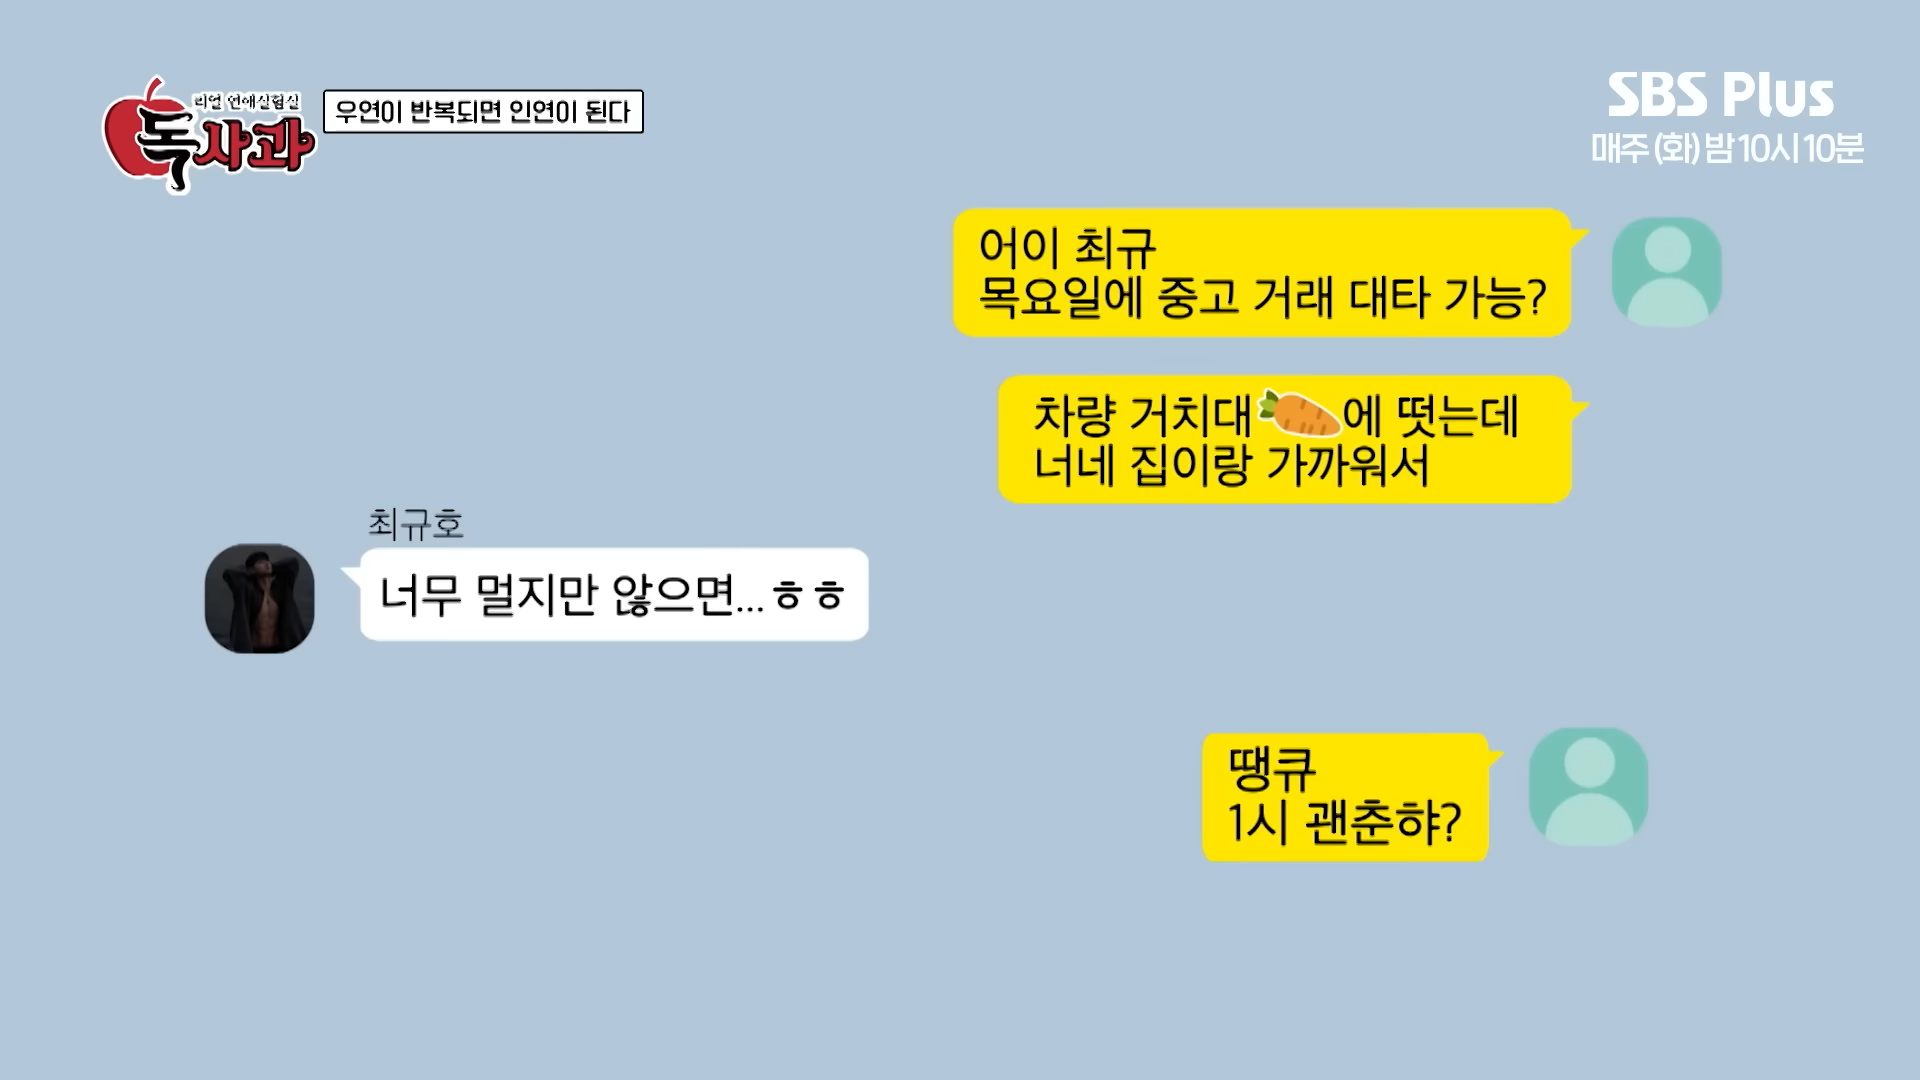 리얼 연애실험실
독사과
우연이 반복되면 인연이 된다
SBS Plus
매주 (화) 밤 10시 10분
어이 최규
목요일에 중고 거래 대타 가능?
차량 거치대🥕에 떳는데
너네 집이랑 가까워서
최규호
너무 멀지만 않으면...ㅎㅎ
땡큐
1시 괜춘햐?